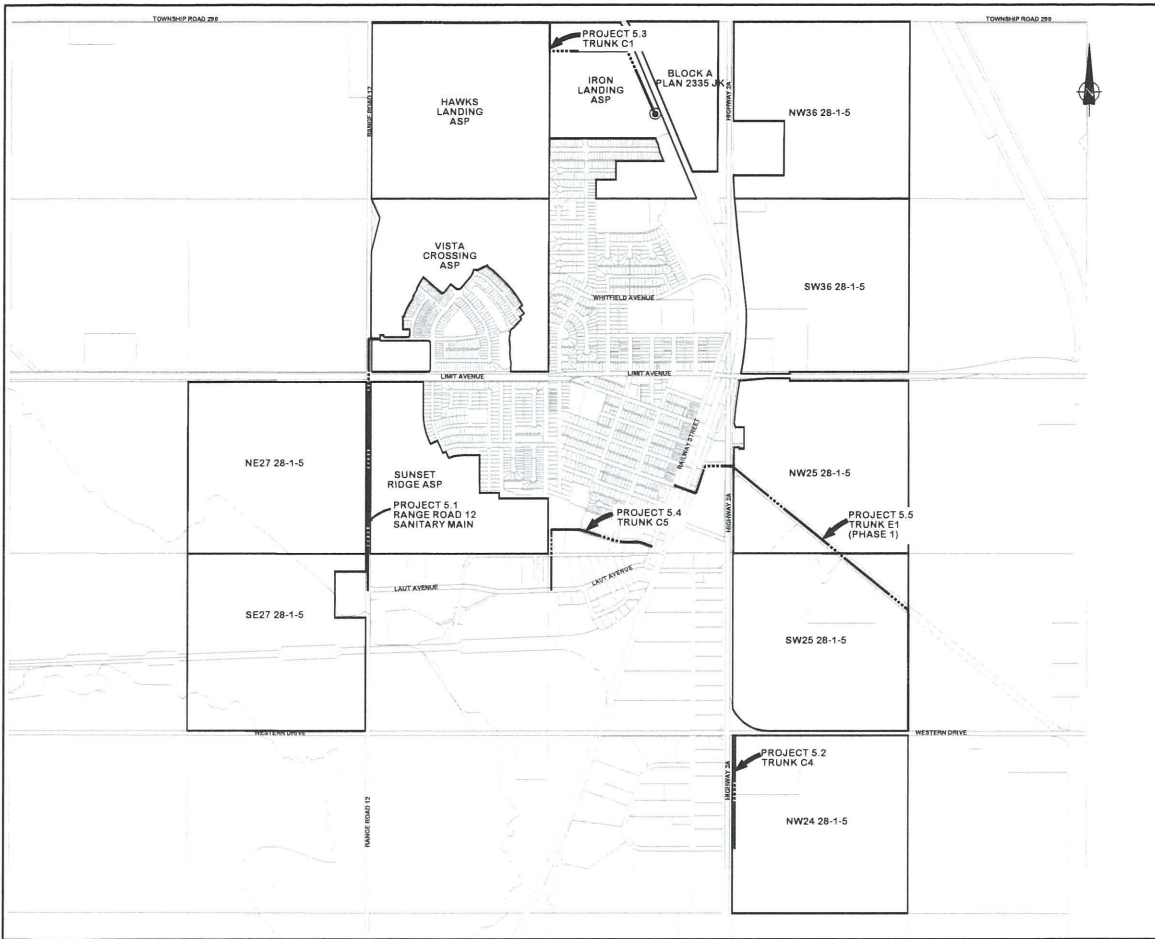 TOWNSHIP ROAD 290
TOWNSHIP ROAD 290
PROJECT 5.3
TRUNK C1
BLOCK A
PLAN 2335 JK
IRON
LANDING
ASP
HAWKS
LANDING
ASP
RANGE ROAD 12
HIGHWAY 2A
NW36 28-1-5
VISTA
CROSSING
ASP
WHITFIELD AVENUE
SW36 28-1-5
LIMIT AVENUE
LIMIT AVENUE
RAILWAY STREET
NE27 28-1-5
SUNSET
RIDGE ASP
PROJECT 5.1
RANGE ROAD 12
SANITARY MAIN
NW25 28-1-5
HIGHWAY 2A
PROJECT 5.4
TRUNK C5
PROJECT 5.5
TRUNK E1
(PHASE 1)
LAUT AVENUE
LAUT AVENUE
SE27 28-1-5
SW25 28-1-5
WESTERN DRIVE
WESTERN DRIVE
PROJECT 5.2
TRUNK C4
HIGHWAY 2A
RANGE ROAD 12
NW24 28-1-5